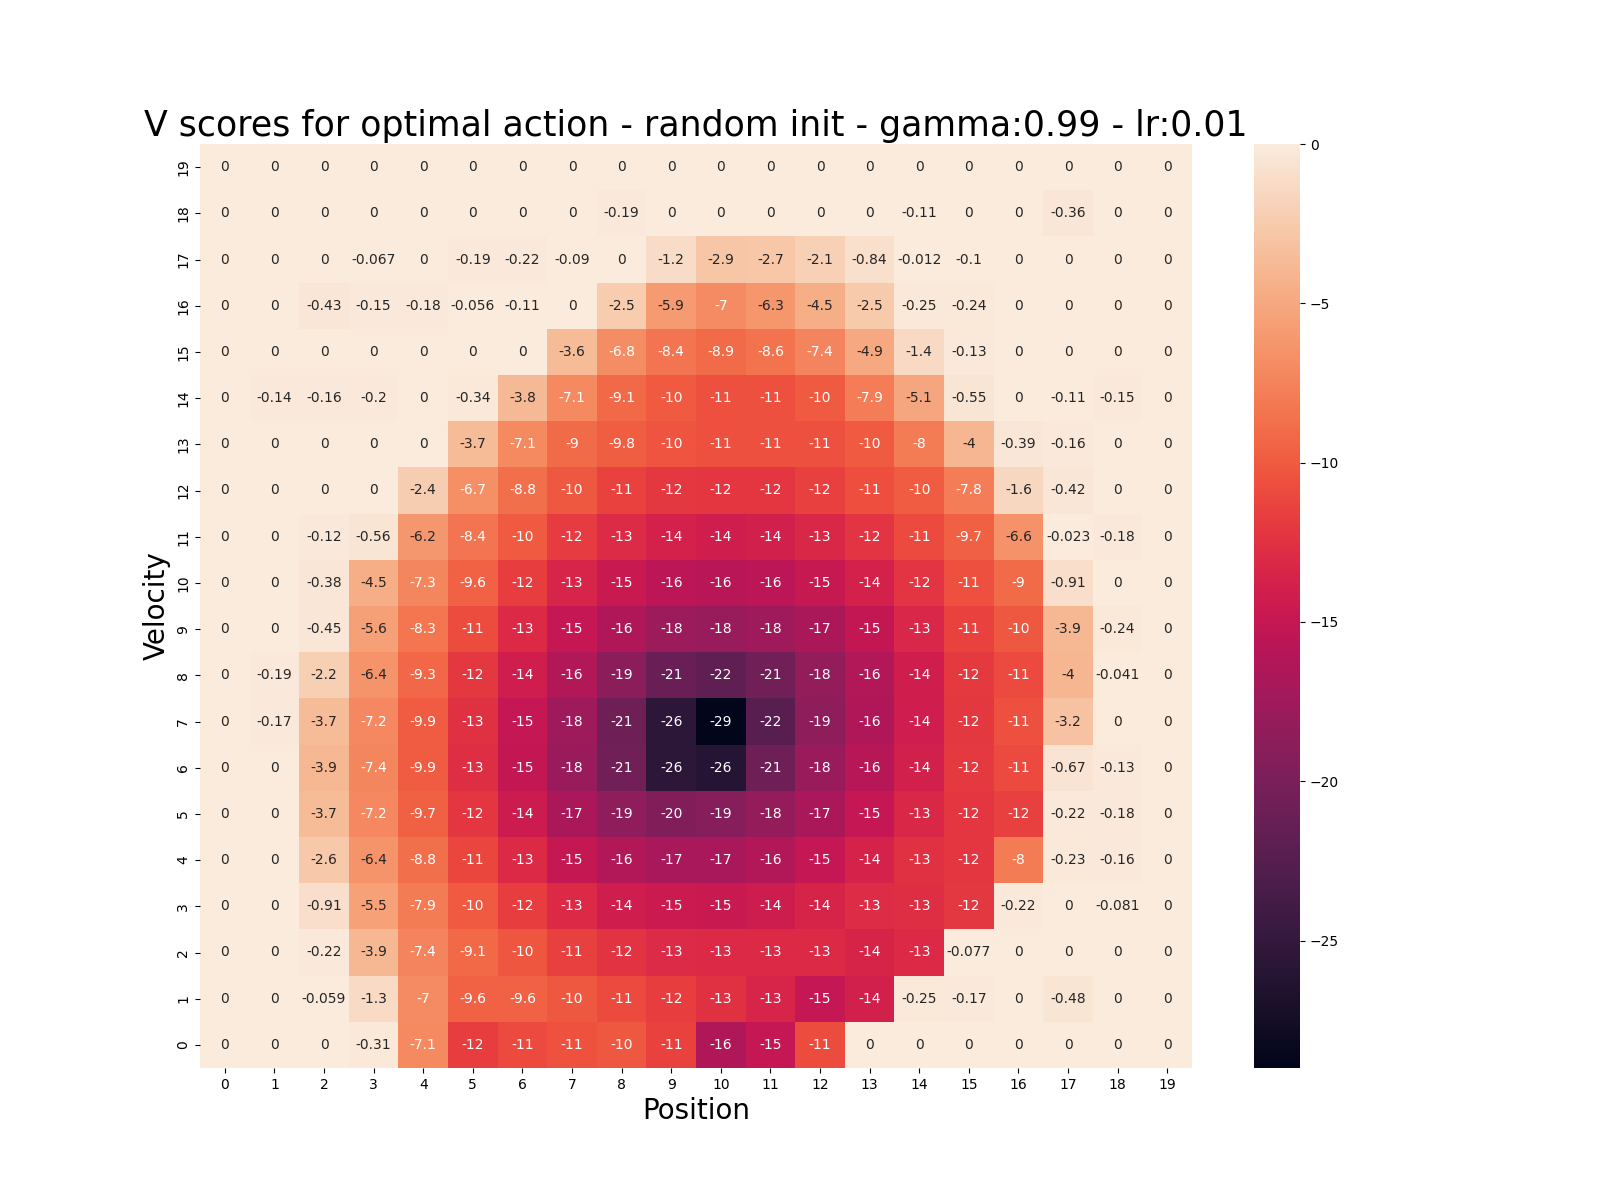 V scores for optimal action - random init - gamma:0.99 - lr:0.01
19 0 0 0 0 0 0 0 0 0 0 0 0 0 0 0 0 0 0 0 0
18 0 0 0 0 0 0 0 0 -0.19 0 0 0 0 0 -0.11 0 0 -0.36 0 0
17 0 0 0 -0.067 0 -0.19 -0.22 -0.09 0 -1.2 -2.9 -2.7 -2.1 -0.84 -0.012 -0.1 0 0 0 0
16 0 0 -0.43 -0.15 -0.18 -0.056 -0.11 0 -2.5 -5.9 -7 -6.3 -4.5 -2.5 -0.25 -0.24 0 0 0 0
15 0 0 0 0 0 0 0 -3.6 -6.8 -8.4 -8.9 -8.6 -7.4 -4.9 -1.4 -0.13 0 0 0 0
14 0 -0.14 -0.16 -0.2 0 -0.34 -3.8 -7.1 -9.1 -10 -11 -11 -10 -7.9 -5.1 -0.55 0 -0.11 -0.15 0
13 0 0 0 0 0 -3.7 -7.1 -9 -9.8 -10 -11 -11 -11 -10 -8 -4 -0.39 -0.16 0 0
12 0 0 0 0 -2.4 -6.7 -8.8 -10 -11 -12 -12 -12 -12 -11 -10 -7.8 -1.6 -0.42 0 0
11 0 0 -0.12 -0.56 -6.2 -8.4 -10 -12 -13 -14 -14 -14 -13 -12 -11 -9.7 -6.6 -0.023 -0.18 0
10 0 0 -0.38 -4.5 -7.3 -9.6 -12 -13 -15 -16 -16 -16 -15 -14 -12 -11 -9 -0.91 0 0
9 0 0 -0.45 -5.6 -8.3 -11 -13 -15 -16 -18 -18 -18 -17 -15 -13 -11 -10 -3.9 -0.24 0
8 0 -0.19 -2.2 -6.4 -9.3 -12 -14 -16 -19 -21 -22 -21 -18 -16 -14 -12 -11 -4 -0.041 0
7 0 -0.17 -3.7 -7.2 -9.9 -13 -15 -18 -21 -26 -29 -22 -19 -16 -14 -12 -11 -3.2 0 0
6 0 0 -3.9 -7.4 -9.9 -13 -15 -18 -21 -26 -26 -21 -18 -16 -14 -12 -11 -0.67 -0.13 0
5 0 0 -3.7 -7.2 -9.7 -12 -14 -17 -19 -20 -19 -18 -17 -15 -13 -12 -12 -0.22 -0.18 0
4 0 0 -2.6 -6.4 -8.8 -11 -13 -15 -16 -17 -17 -16 -15 -14 -13 -12 -8 -0.23 -0.16 0
3 0 0 -0.91 -5.5 -7.9 -10 -12 -13 -14 -15 -15 -14 -14 -13 -13 -12 -0.22 0 -0.081 0
2 0 0 -0.22 -3.9 -7.4 -9.1 -10 -11 -12 -13 -13 -13 -13 -14 -13 -0.077 0 0 0 0
1 0 0 -0.059 -1.3 -7 -9.6 -9.6 -10 -11 -12 -13 -13 -15 -14 -0.25 -0.17 0 -0.48 0 0
0 0 0 0 -0.31 -7.1 -12 -11 -11 -10 -11 -16 -15 -11 0 0 0 0 0 0 0
0 1 2 3 4 5 6 7 8 9 10 11 12 13 14 15 16 17 18 19
Position
Velocity
0
−5
−10
−15
−20
−25